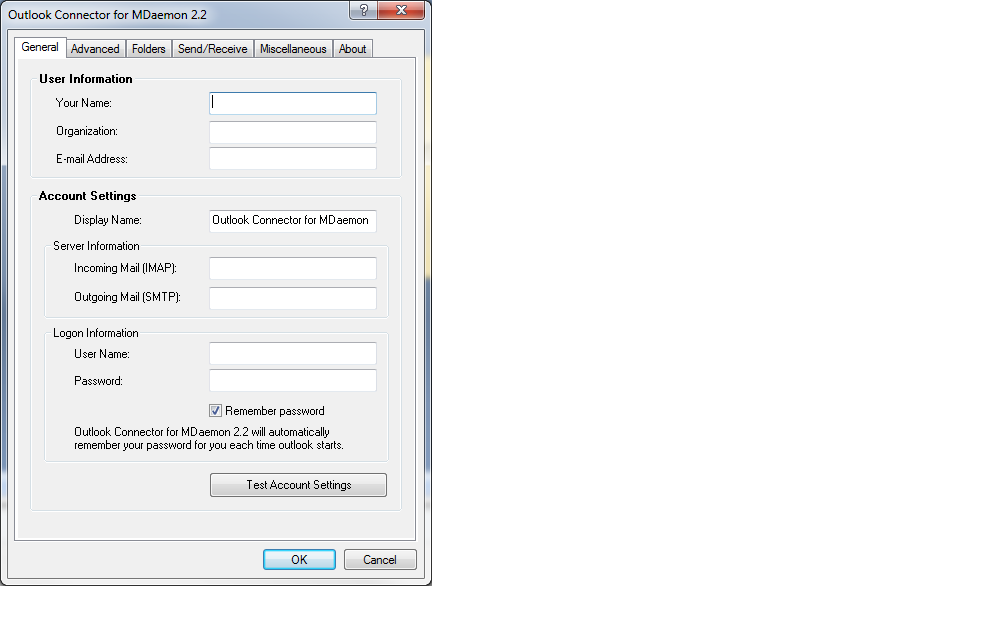 Outlook Connector for MDaemon 2.2
?
General Advanced Folders Send/Receive Miscellaneous About
User Information
Your Name:
Organization:
E-mail Address:
Account Settings
Display Name: Outlook Connector for MDaemon
Server Information
Incoming Mail (IMAP):
Outgoing Mail (SMTP):
Logon Information
User Name:
Password:
Remember password
Outlook Connector for MDaemon 2.2 will automatically
remember your password for you each time outlook starts.
Test Account Settings
OK Cancel